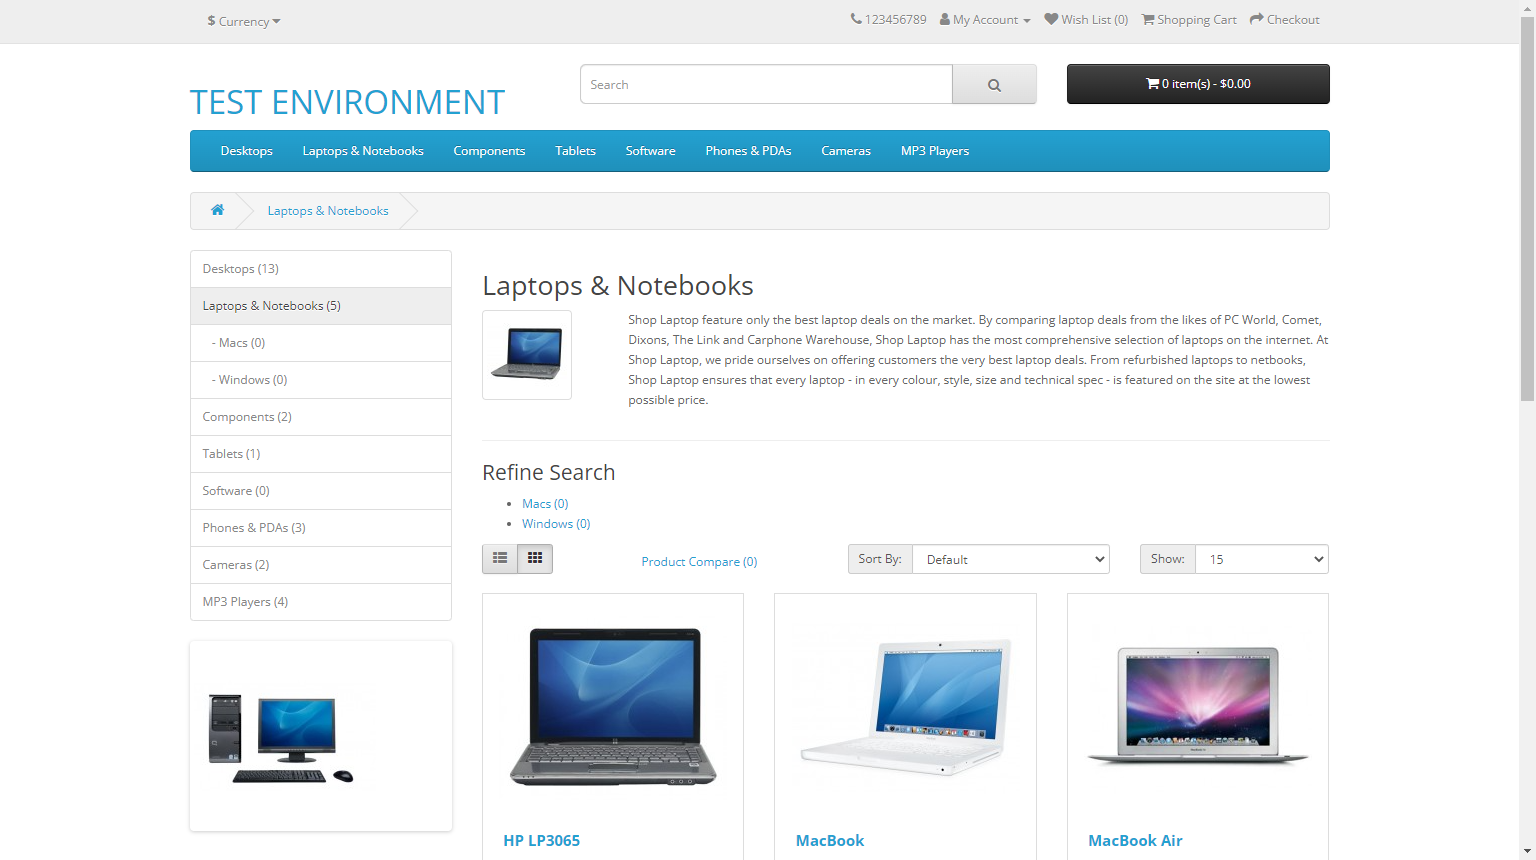 $ Currency
123456789 My Account Wish List (0) Shopping Cart Checkout
TEST ENVIRONMENT
Search
0 item(s) - $0.00
Desktops Laptops & Notebooks Components Tablets Software Phones & PDAs Cameras MP3 Players
Laptops & Notebooks
Desktops (13)
Laptops & Notebooks (5)
- Macs (0)
- Windows (0)
Components (2)
Tablets (1)
Software (0)
Phones & PDAs (3)
Cameras (2)
MP3 Players (4)
Laptops & Notebooks
Shop Laptop feature only the best laptop deals on the market. By comparing laptop deals from the likes of PC World, Comet,
Dixons, The Link and Carphone Warehouse, Shop Laptop has the most comprehensive selection of laptops on the internet. At
Shop Laptop, we pride ourselves on offering customers the very best laptop deals. From refurbished laptops to netbooks,
Shop Laptop ensures that every laptop - in every colour, style, size and technical spec - is featured on the site at the lowest
possible price.
Refine Search
Macs (0)
Windows (0)
Product Compare (0)
Sort By: Default
Show: 15
HP LP3065
MacBook
MacBook Air